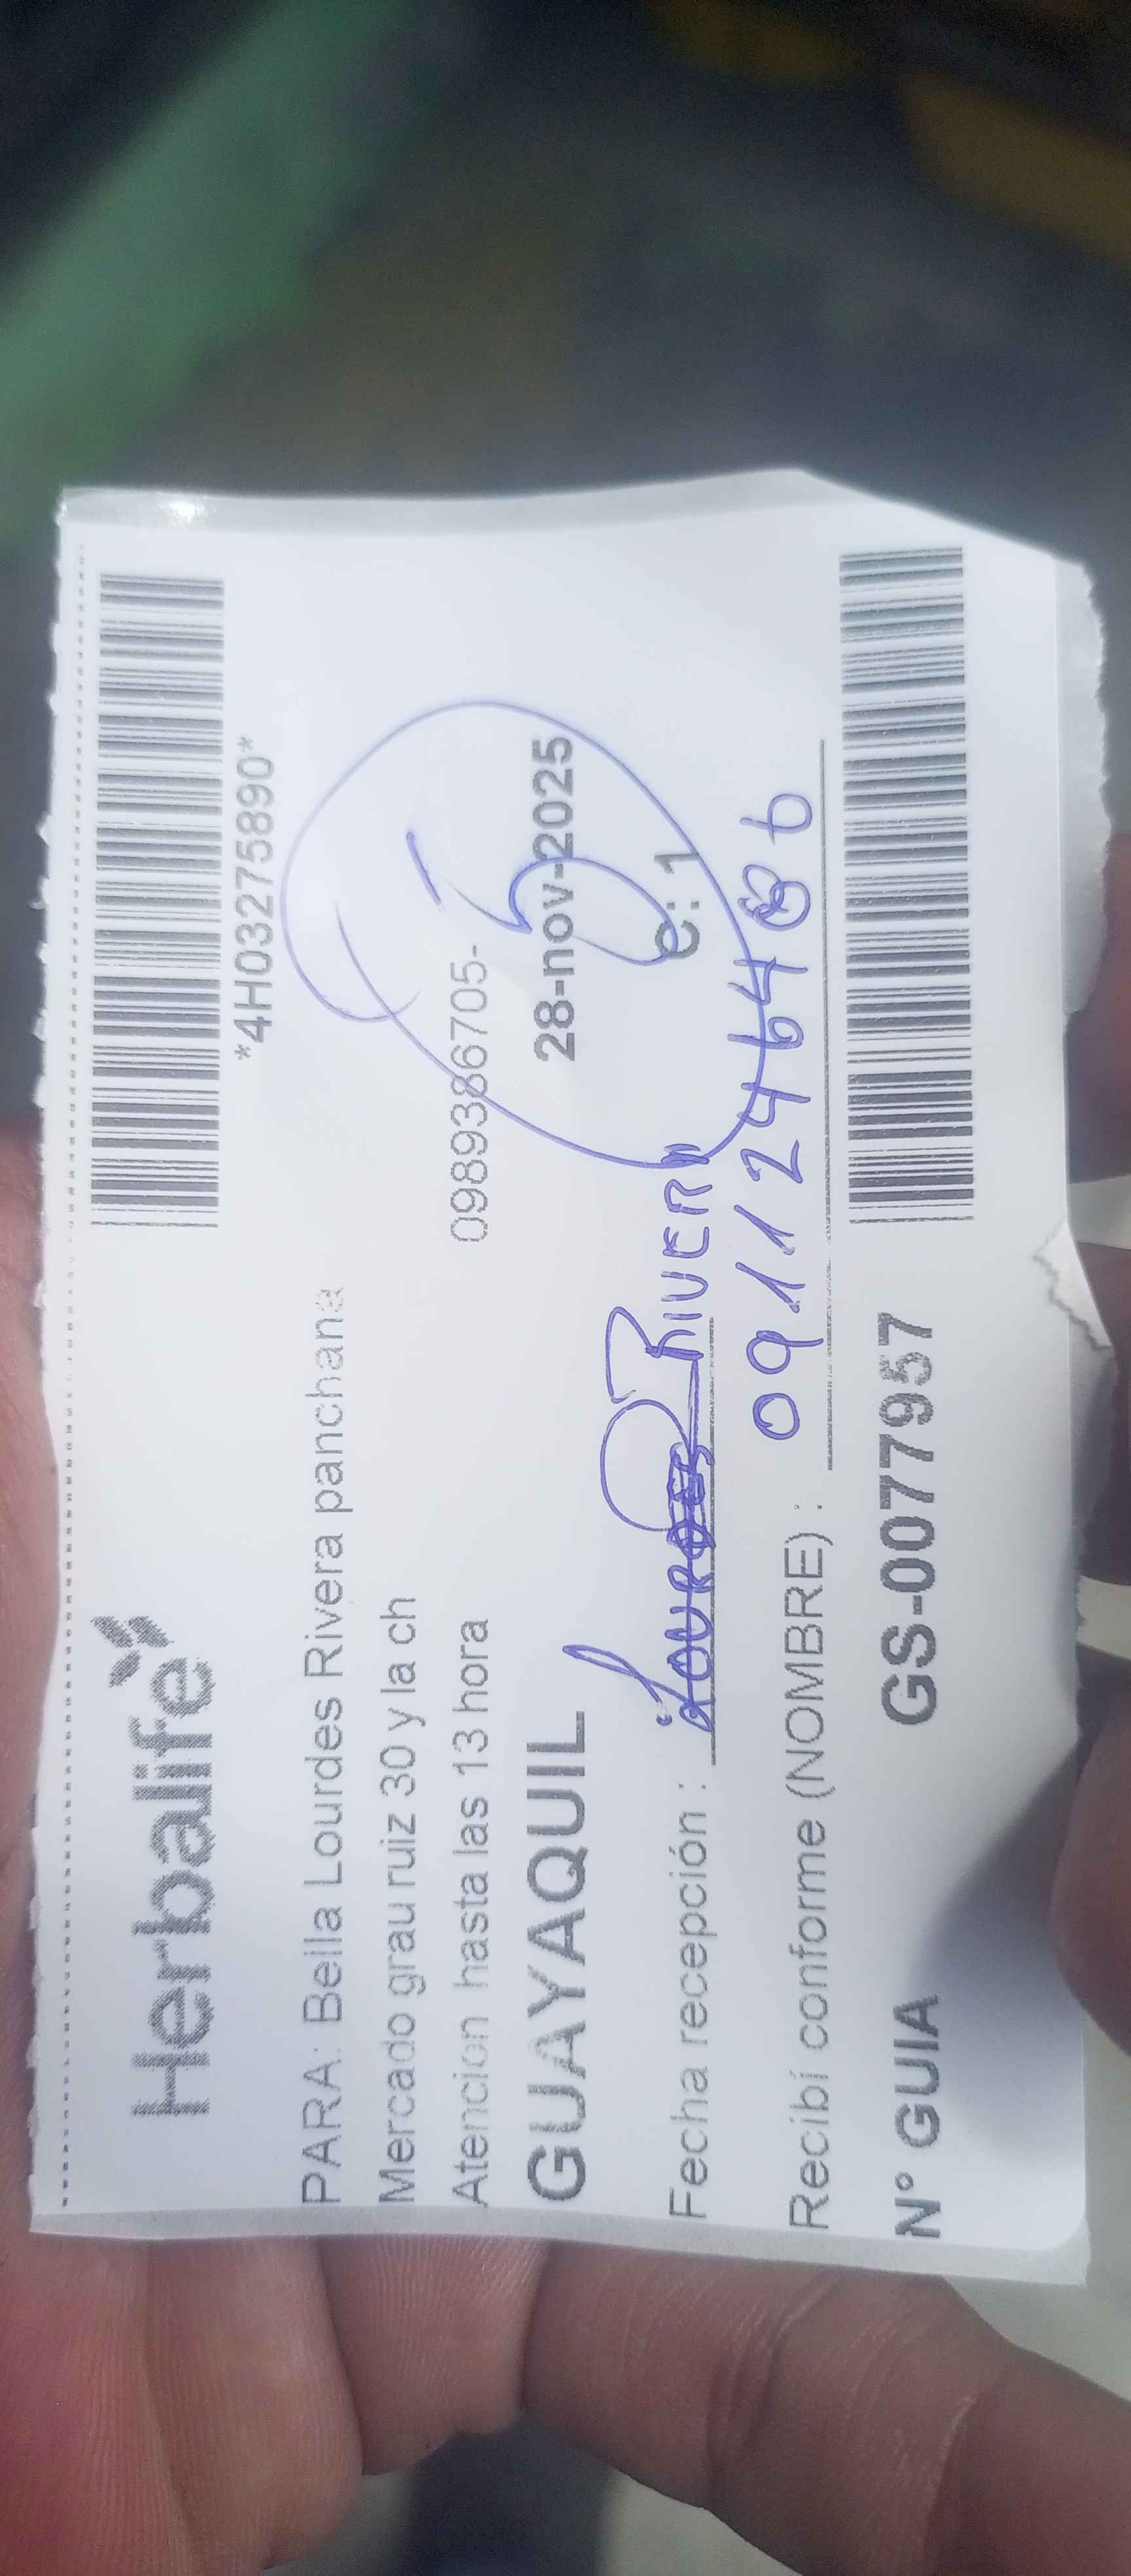 Herbalife
*4H03275890*
PARA: Bella Lourdes Rivera panchana
Mercado grau ruiz 30 y la ch
Atencion hasta las 13 hora 0989386705-
GUAYAQUIL 28-nov-2025
e: 1
Fecha recepción : LOURDES RIVERA
0911246486
Recibí conforme (NOMBRE) :
N° GUIA GS-0077957